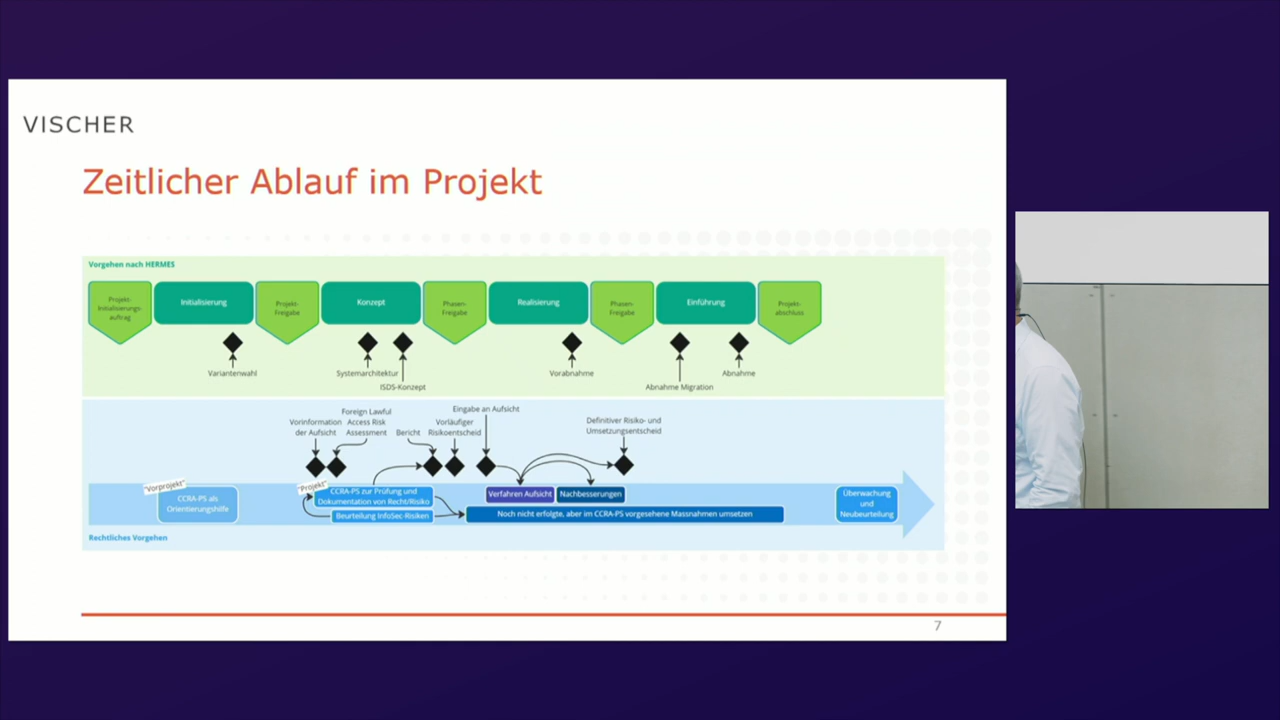 VISCHER
Zeitlicher Ablauf im Projekt
Vorgehen nach HERMES
Projekt-
Initialisierungs-
auftrag
Initialisierung
Projekt-
Freigabe
Konzept
Phasen-
Freigabe
Realisierung
Phasen-
Freigabe
Einführung
Projekt-
abschluss
Variantenwahl
Systemarchitektur
ISDS-Konzept
Vorabnahme
Abnahme Migration
Abnahme
Vorinformation
der Aufsicht
Foreign Lawful
Access Risk
Assessment
Bericht
Vorläufiger
Risikoentscheid
Eingabe an Aufsicht
Definitiver Risiko- und
Umsetzungsentscheid
"Vorprojekt"
CCRA-PS als
Orientierungshilfe
"Projekt"
CCRA-PS zur Prüfung und
Dokumentation von Recht/Risiko
Beurteilung InfoSec-Risiken
Verfahren Aufsicht
Nachbesserungen
Noch nicht erfolgte, aber im CCRA-PS vorgesehene Massnahmen umsetzen
Überwachung
und
Neubeurteilung
Rechtliches Vorgehen
7